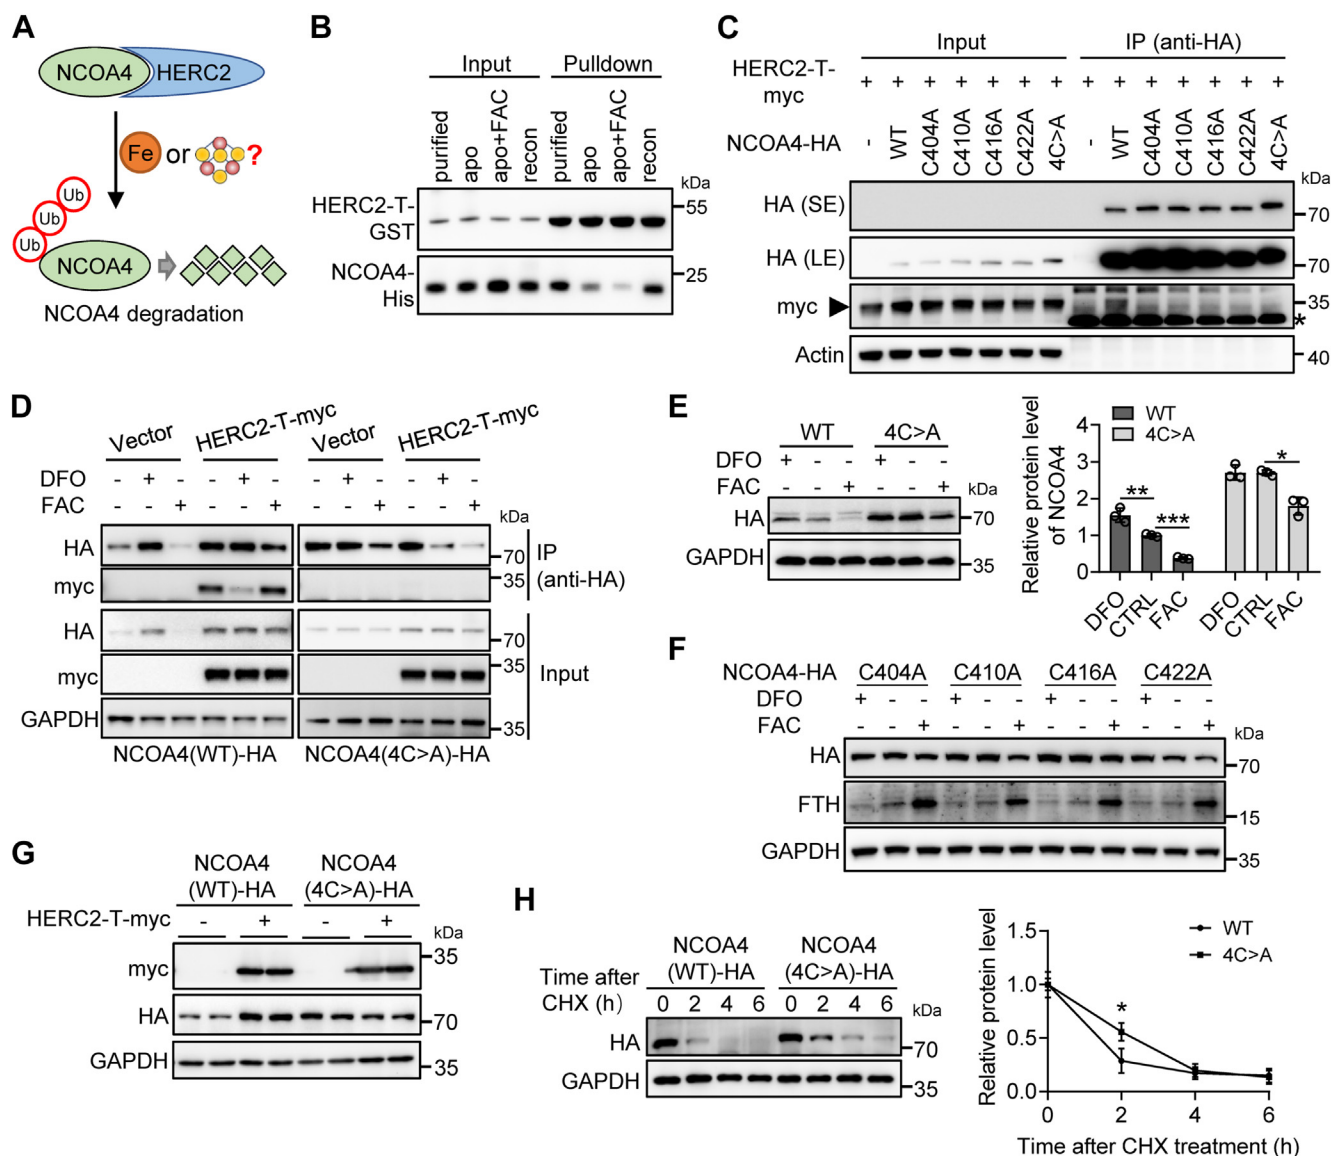 A
NCOA4 HERC2
Fe or ?
Ub
Ub
Ub
NCOA4
NCOA4 degradation
B
Input Pulldown
purified apo apo+FAC recon purified apo apo+FAC recon
kDa
HERC2-T-
GST
55
NCOA4-
His
25
C
Input IP (anti-HA)
HERC2-T-
myc
+ + + + + + + + + + + + + +
NCOA4-HA
- WT C404A C410A C416A C422A 4C>A - WT C404A C410A C416A C422A 4C>A
kDa
HA (SE) 70
HA (LE) 70
myc 35
*
Actin 40
D
Vector HERC2-T-myc Vector HERC2-T-myc
DFO - + - - + - - + - - + -
FAC - - + - - + - - + - - +
kDa
HA 70
myc 35
IP
(anti-HA)
HA 70
myc 35
Input
GAPDH 35
NCOA4(WT)-HA NCOA4(4C>A)-HA
E
WT 4C>A
DFO + - - + - -
FAC - - + - - +
kDa
HA 70
GAPDH 35
Relative protein level
of NCOA4
4
3
2
1
0
WT
4C>A
** *** *
DFO CTRL FAC DFO CTRL FAC
F
NCOA4-HA C404A C410A C416A C422A
DFO + - - + - - + - - + - -
FAC - - + - - + - - + - - +
kDa
HA 70
FTH 15
GAPDH 35
G
NCOA4
(WT)-HA
NCOA4
(4C>A)-HA
HERC2-T-myc - + - +
kDa
myc 35
HA 70
GAPDH 35
H
NCOA4
(WT)-HA
NCOA4
(4C>A)-HA
Time after
CHX (h)
0 2 4 6 0 2 4 6
kDa
HA 70
GAPDH 35
Relative protein level
1.5
1.0
0.5
0.0
WT
4C>A
*
0 2 4 6
Time after CHX treatment (h)